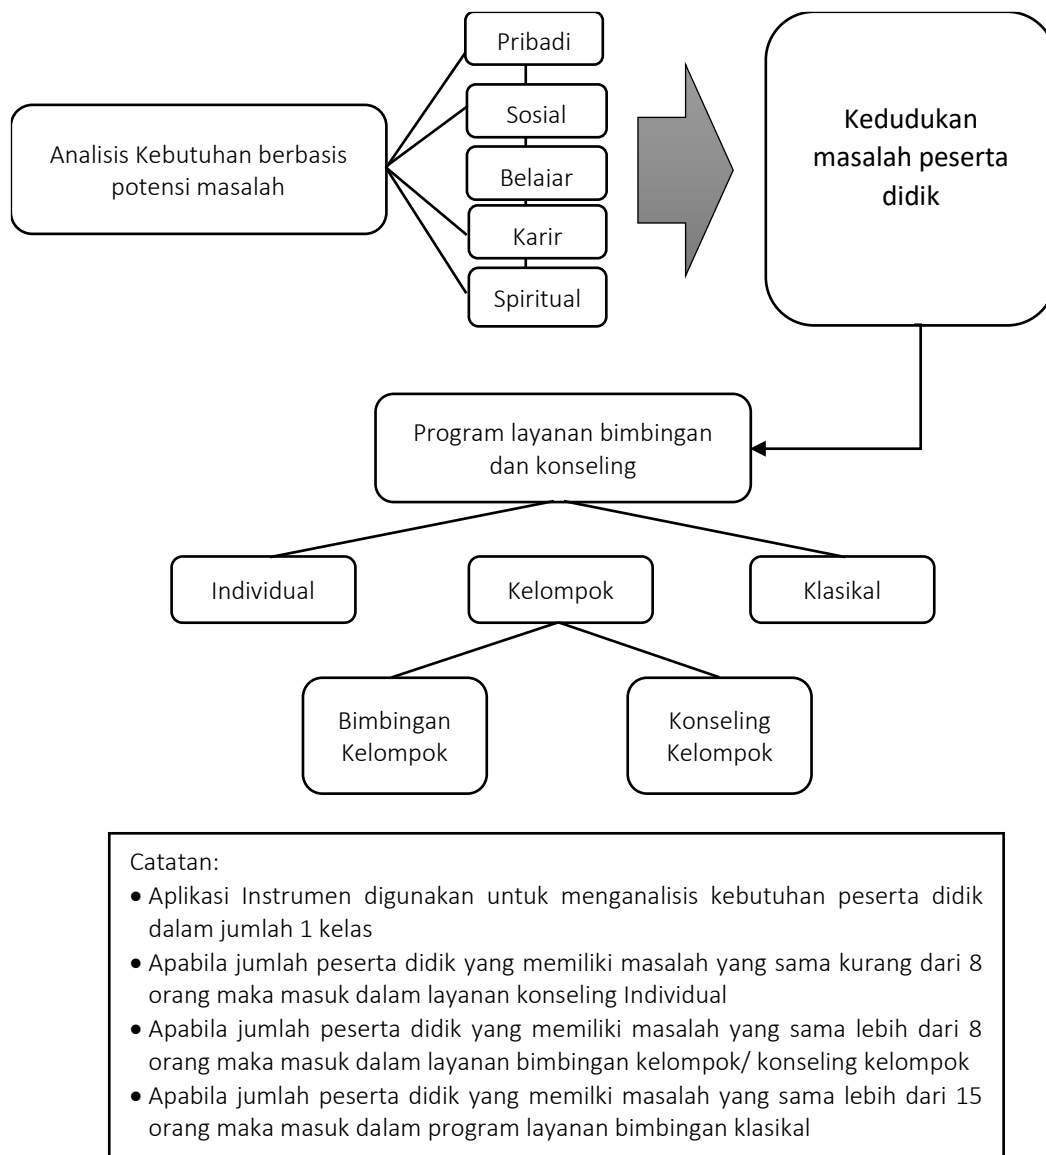 Pribadi
Sosial
Belajar
Karir
Spiritual
Analisis Kebutuhan berbasis
potensi masalah
Kedudukan
masalah peserta
didik
Program layanan bimbingan
dan konseling
Individual
Kelompok
Klasikal
Bimbingan
Kelompok
Konseling
Kelompok
Catatan:
• Aplikasi Instrumen digunakan untuk menganalisis kebutuhan peserta didik
dalam jumlah 1 kelas
• Apabila jumlah peserta didik yang memiliki masalah yang sama kurang dari 8
orang maka masuk dalam layanan konseling Individual
• Apabila jumlah peserta didik yang memiliki masalah yang sama lebih dari 8
orang maka masuk dalam layanan bimbingan kelompok/ konseling kelompok
• Apabila jumlah peserta didik yang memilki masalah yang sama lebih dari 15
orang maka masuk dalam program layanan bimbingan klasikal